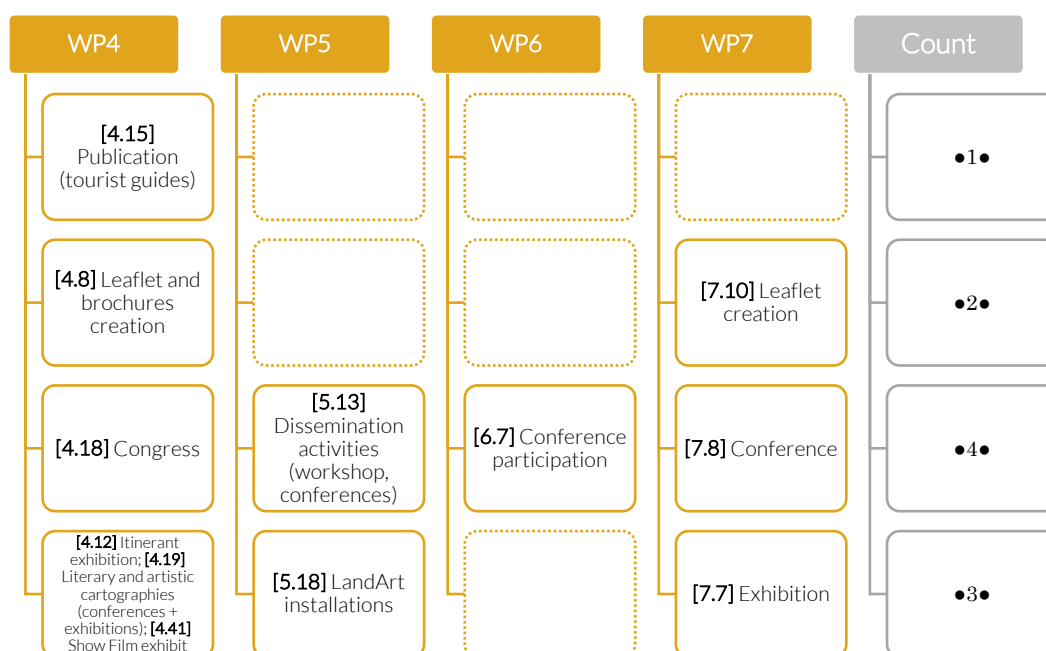 WP4
WP5
WP6
WP7
Count
[4.15]
Publication
(tourist guides)
•1•
[4.8] Leaflet and
brochures
creation
[7.10] Leaflet
creation
•2•
[4.18] Congress
[5.13]
Dissemination
activities
(workshop,
conferences)
[6.7] Conference
participation
[7.8] Conference
•4•
[4.12] Itinerant
exhibition; [4.19]
Literary and artistic
cartographies
(conferences +
exhibitions); [4.41]
Show Film exhibit
[5.18] LandArt
installations
[7.7] Exhibition
•3•